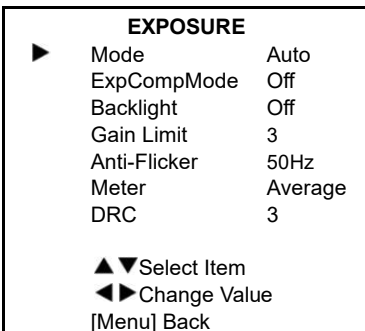 EXPOSURE
▶ Mode Auto
ExpCompMode Off
Backlight Off
Gain Limit 3
Anti-Flicker 50Hz
Meter Average
DRC 3
▲▼Select Item
◀▶Change Value
[Menu] Back